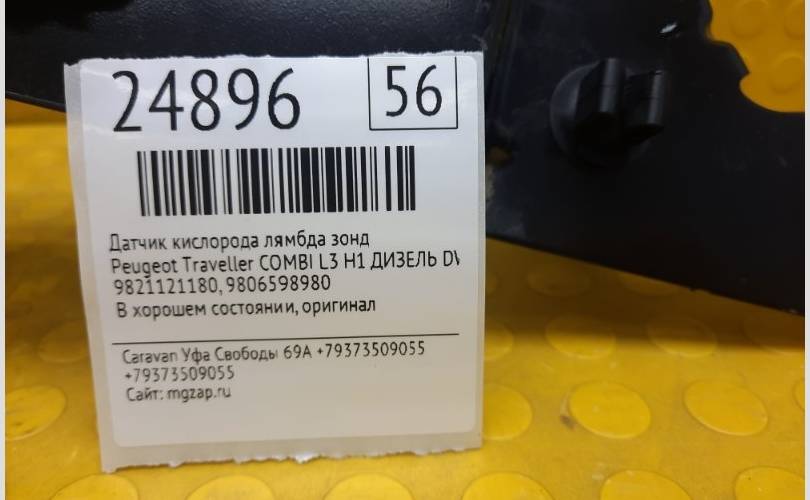 24896 56
Датчик кислорода лямбда зонд
Peugeot Traveller COMBI L3 H1 ДИЗЕЛЬ
9821121180, 9806598980
В хорошем состоянии, оригинал
Caravan Уфа Свободы 69А +79373509055
+79373509055
Сайт: mgzap.ru